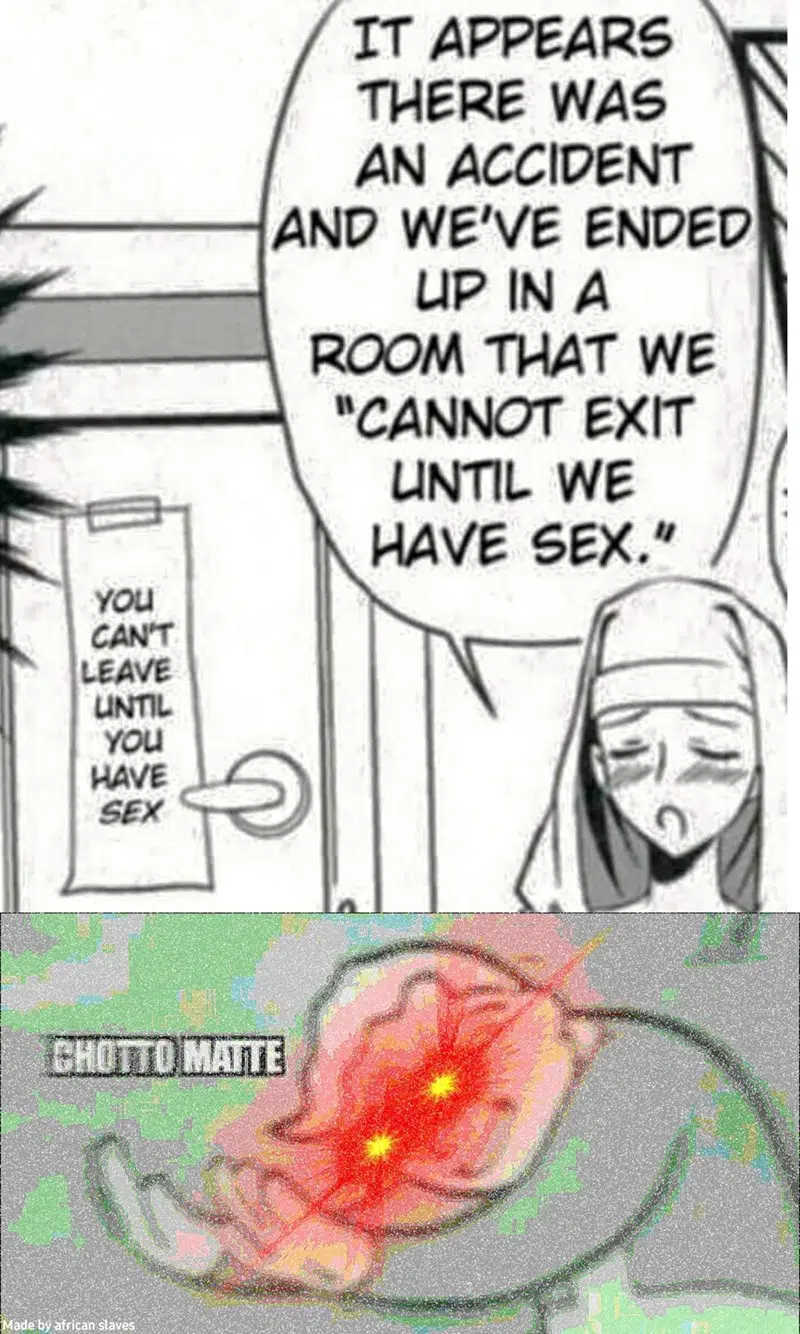 IT APPEARS
THERE WAS
AN ACCIDENT
AND WE'VE ENDED
UP IN A
ROOM THAT WE
"CANNOT EXIT
UNTIL WE
HAVE SEX."
YOU
CAN'T
LEAVE
UNTIL
YOU
HAVE
SEX
CHOTTO MATTE
Made by african slaves